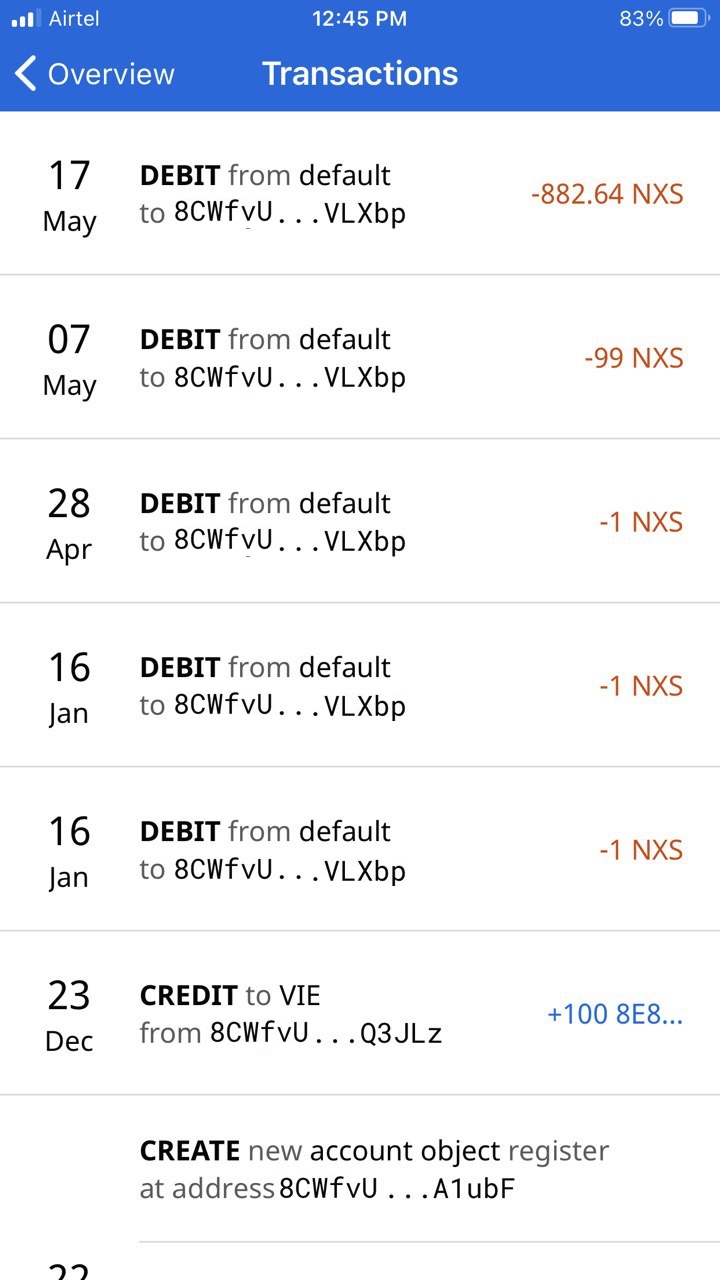 Airtel 12:45 PM 83%
Overview Transactions
17 May
DEBIT from default
to 8CWfvU...VLXbp
-882.64 NXS
07 May
DEBIT from default
to 8CWfvU...VLXbp
-99 NXS
28 Apr
DEBIT from default
to 8CWfvU...VLXbp
-1 NXS
16 Jan
DEBIT from default
to 8CWfvU...VLXbp
-1 NXS
16 Jan
DEBIT from default
to 8CWfvU...VLXbp
-1 NXS
23 Dec
CREDIT to VIE
from 8CWfvU...Q3JLz
+100 8E8...
CREATE new account object register
at address 8CWfvU...A1ubF
22